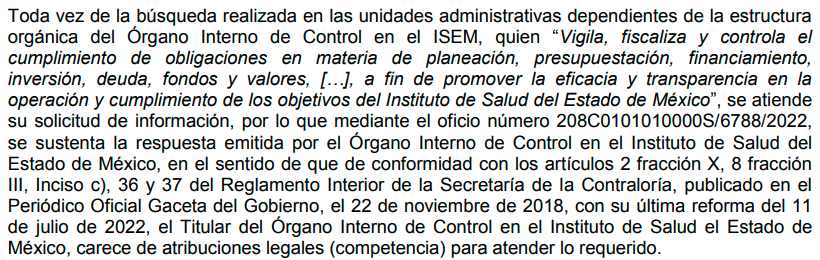 Toda vez de la búsqueda realizada en las unidades administrativas dependientes de la estructura
orgánica del Órgano Interno de Control en el ISEM, quien “Vigila, fiscaliza y controla el
cumplimiento de obligaciones en materia de planeación, presupuestación, financiamiento,
inversión, deuda, fondos y valores, […], a fin de promover la eficacia y transparencia en la
operación y cumplimiento de los objetivos del Instituto de Salud del Estado de México”, se atiende
su solicitud de información, por lo que mediante el oficio número 208C0101010000S/6788/2022,
se sustenta la respuesta emitida por el Órgano Interno de Control en el Instituto de Salud del
Estado de México, en el sentido de que de conformidad con los artículos 2 fracción X, 8 fracción
III, Inciso c), 36 y 37 del Reglamento Interior de la Secretaría de la Contraloría, publicado en el
Periódico Oficial Gaceta del Gobierno, el 22 de noviembre de 2018, con su última reforma del 11
de julio de 2022, el Titular del Órgano Interno de Control en el Instituto de Salud el Estado de
México, carece de atribuciones legales (competencia) para atender lo requerido.